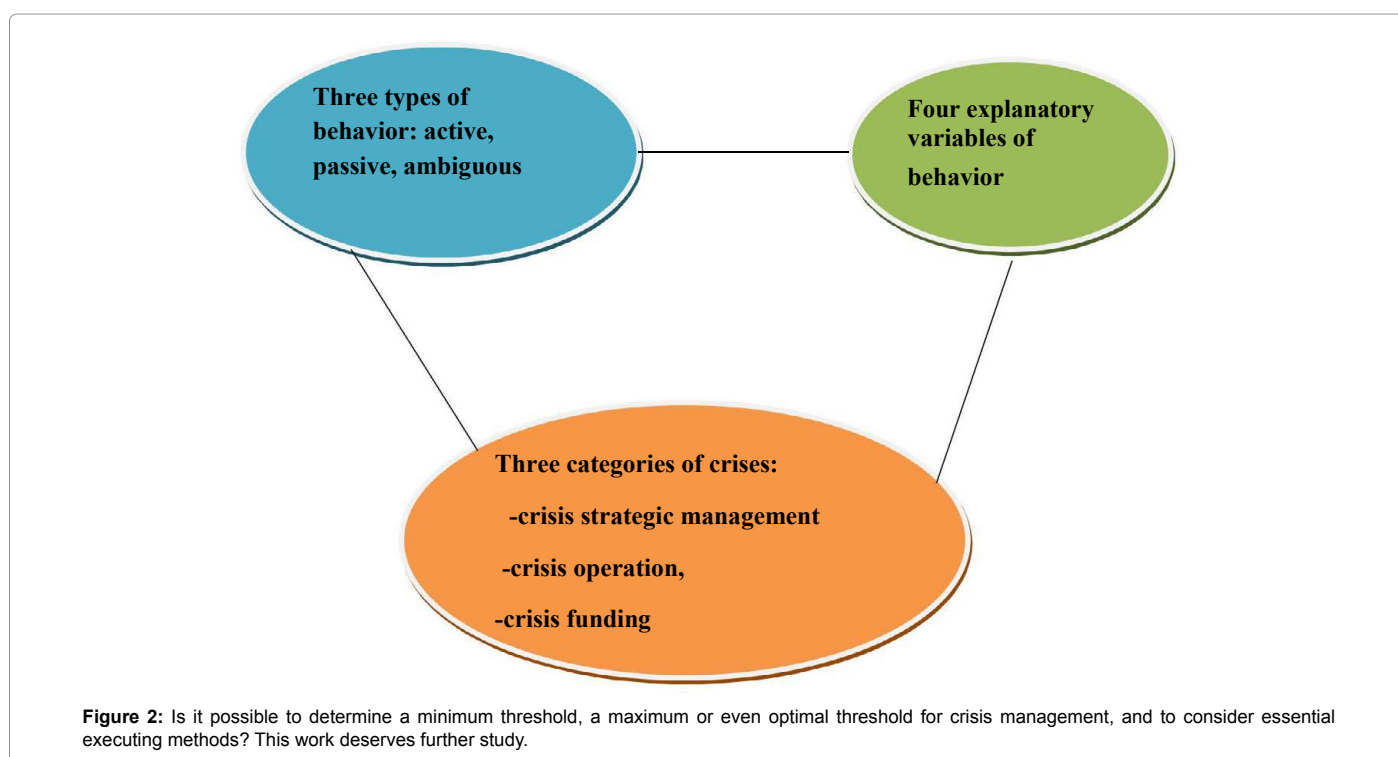 Three types of
behavior: active,
passive, ambiguous
Four explanatory
variables of
behavior
Three categories of crises:
-crisis strategic management
-crisis operation,
-crisis funding
Figure 2: Is it possible to determine a minimum threshold, a maximum or even optimal threshold for crisis management, and to consider essential
executing methods? This work deserves further study.